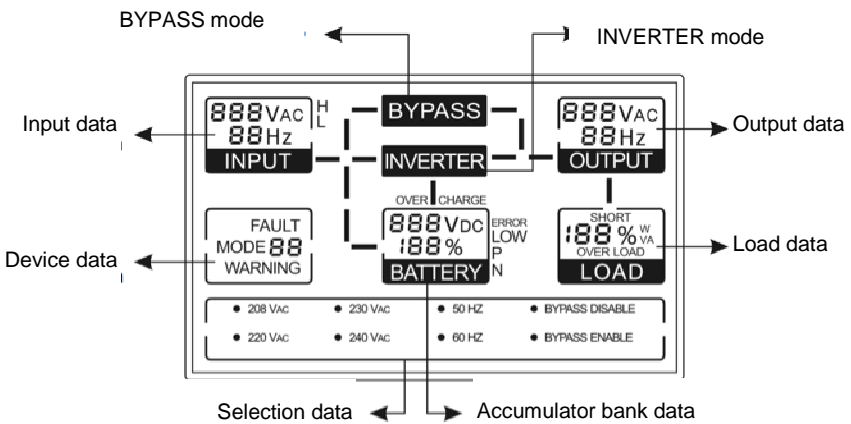 BYPASS mode
INVERTER mode
Input data
888VAC
88Hz
INPUT
H
L
BYPASS
INVERTER
888VAC
88Hz
OUTPUT
Output data
Device data
FAULT
MODE 88
WARNING
OVER CHARGE
888VDC
188%
BATTERY
ERROR
LOW
P
N
SHORT
188% W
VA
OVER LOAD
LOAD
Load data
208 VAC
230 VAC
50 HZ
BYPASS DISABLE
220 VAC
240 VAC
60 HZ
BYPASS ENABLE
Selection data
Accumulator bank data